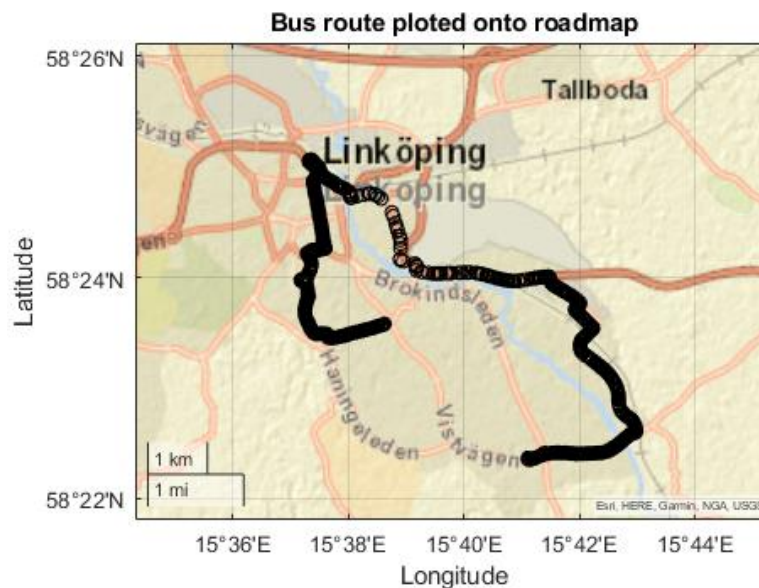 Bus route ploted onto roadmap
58°26'N
Tallboda
Linköping
Linköping
58°24'N
Latitude
Brokindsleden
Haningeleden
Vistvägen
1 km
1 mi
58°22'N
Esri, HERE, Garmin, NGA, USGS
15°36'E 15°38'E 15°40'E 15°42'E 15°44'E
Longitude